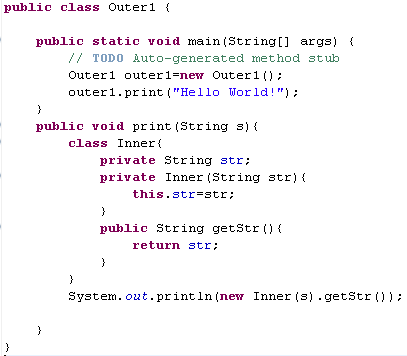 public class Outer1 {
public static void main(String[] args) {
// TODO Auto-generated method stub
Outer1 outer1=new Outer1();
outer1.print("Hello World!");
}
public void print(String s){
class Inner{
private String str;
private Inner(String str){
this.str=str;
}
public String getStr(){
return str;
}
}
System.out.println(new Inner(s).getStr());
}
}